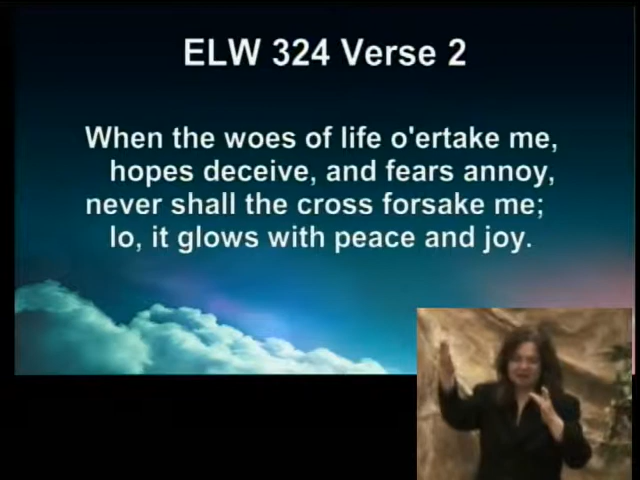 ELW 324 Verse 2
When the woes of life o'ertake me,
hopes deceive, and fears annoy,
never shall the cross forsake me;
lo, it glows with peace and joy.